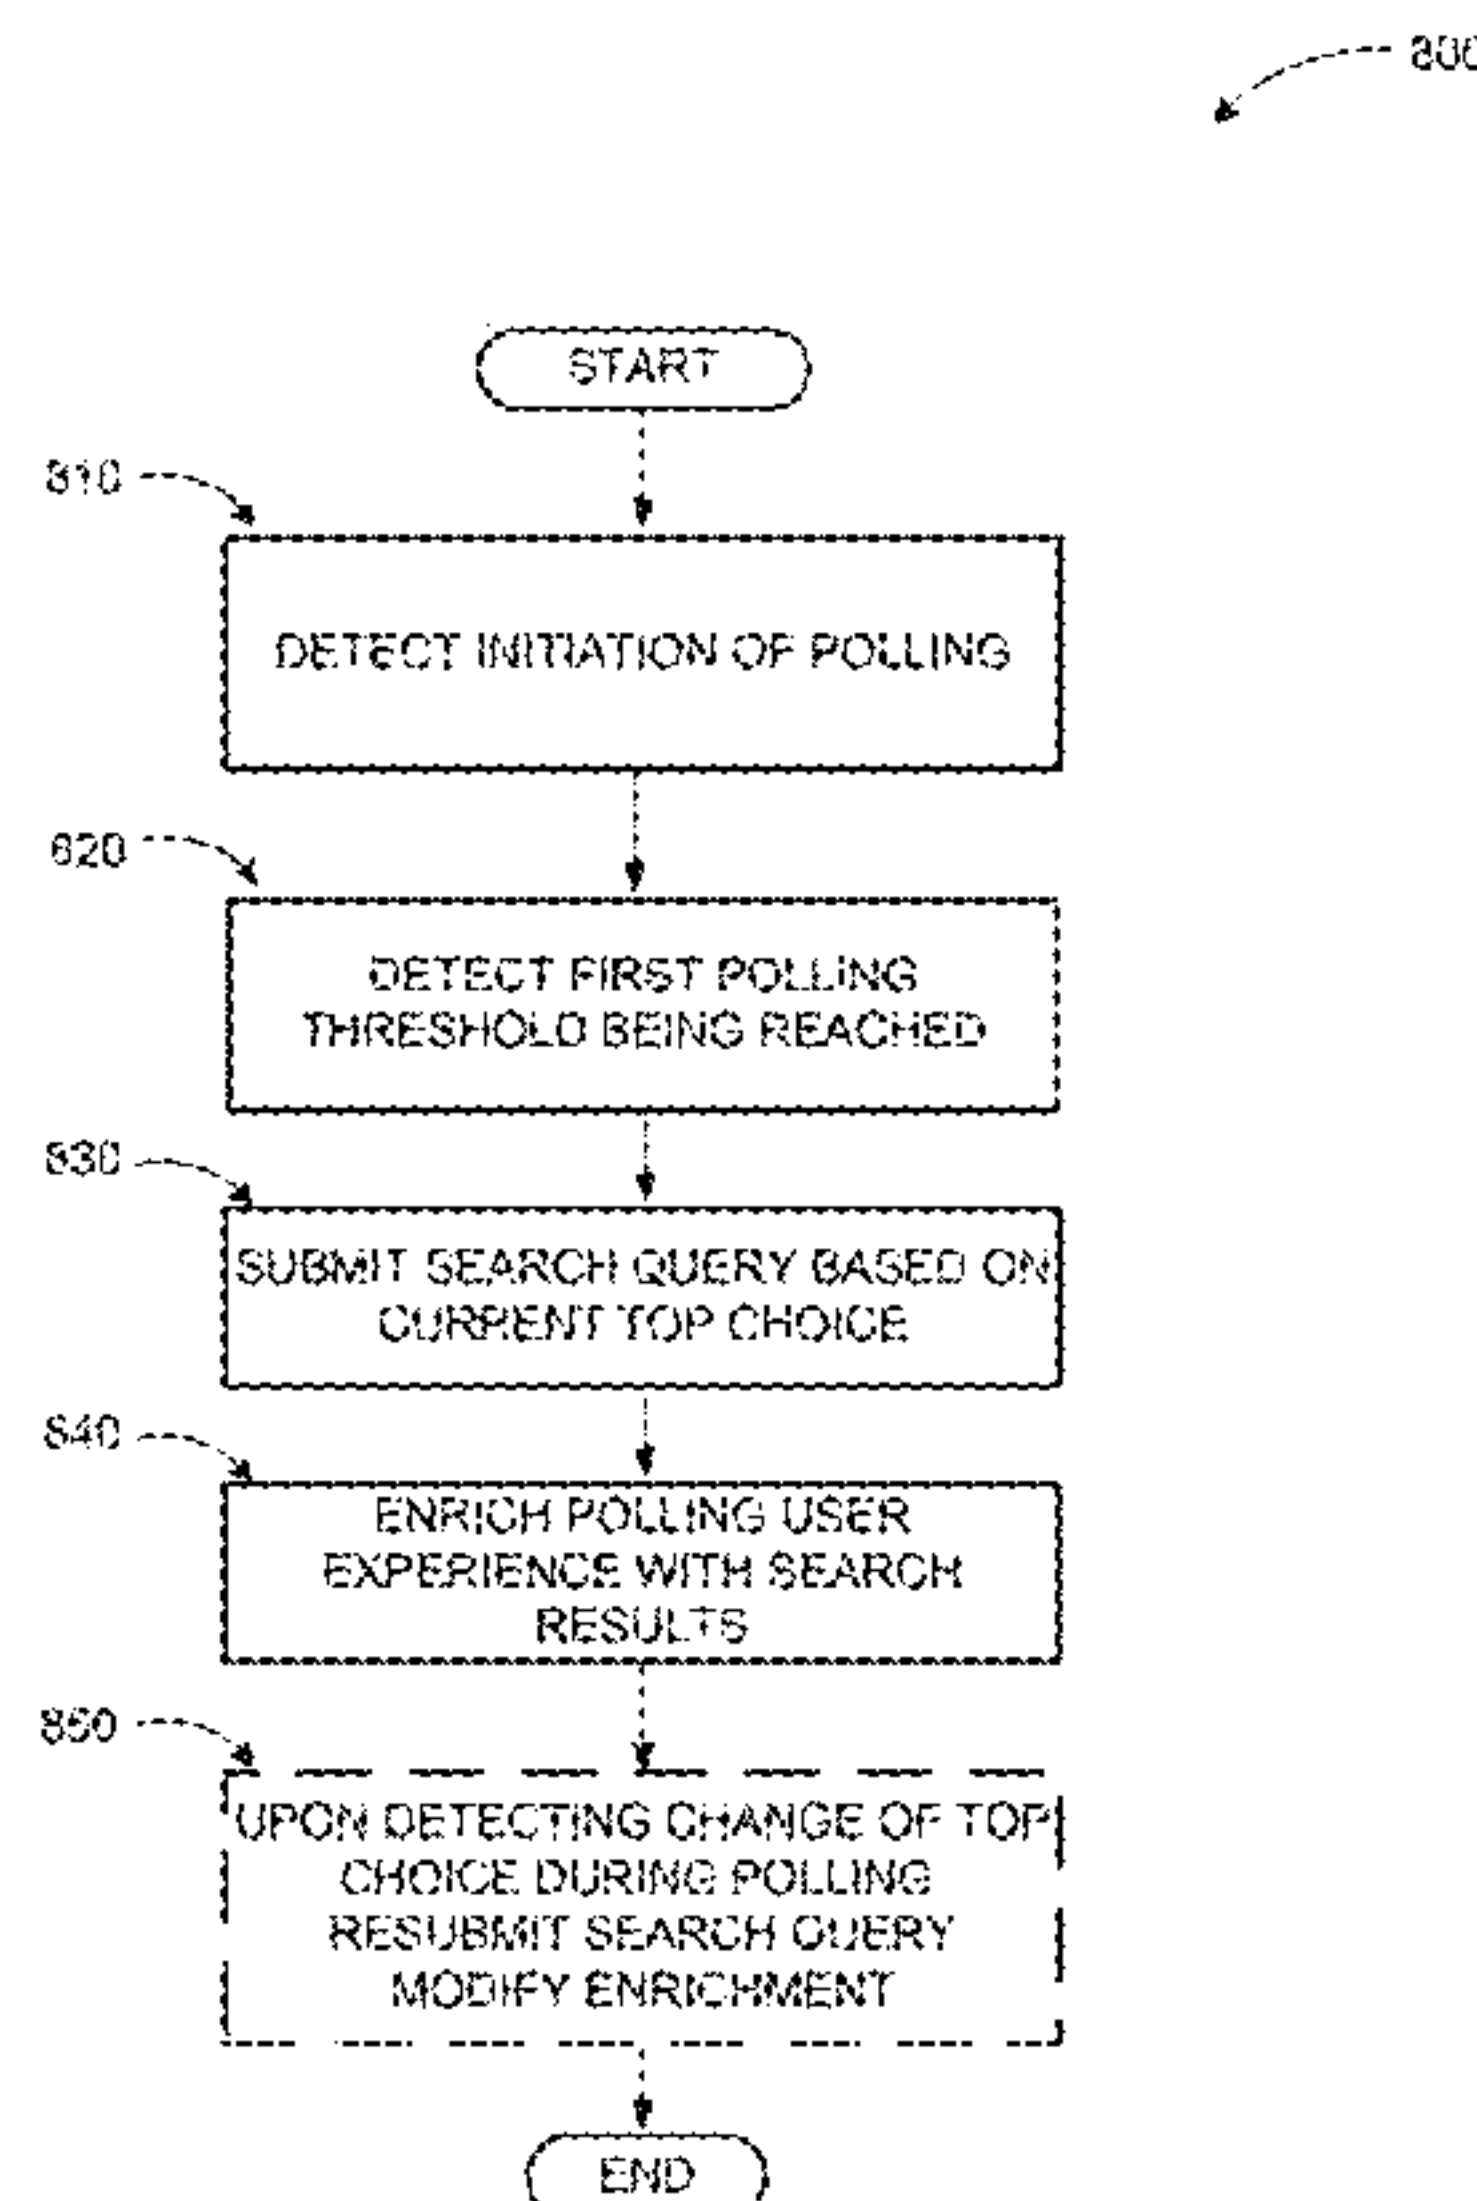 800
START
810
DETECT INITIATION OF POLLING
820
DETECT FIRST POLLING
THRESHOLD BEING REACHED
830
SUBMIT SEARCH QUERY BASED ON
CURRENT TOP CHOICE
840
ENRICH POLLING USER
EXPERIENCE WITH SEARCH
RESULTS
850
UPON DETECTING CHANGE OF TOP
CHOICE DURING POLLING
RESUBMIT SEARCH QUERY
MODIFY ENRICHMENT
END